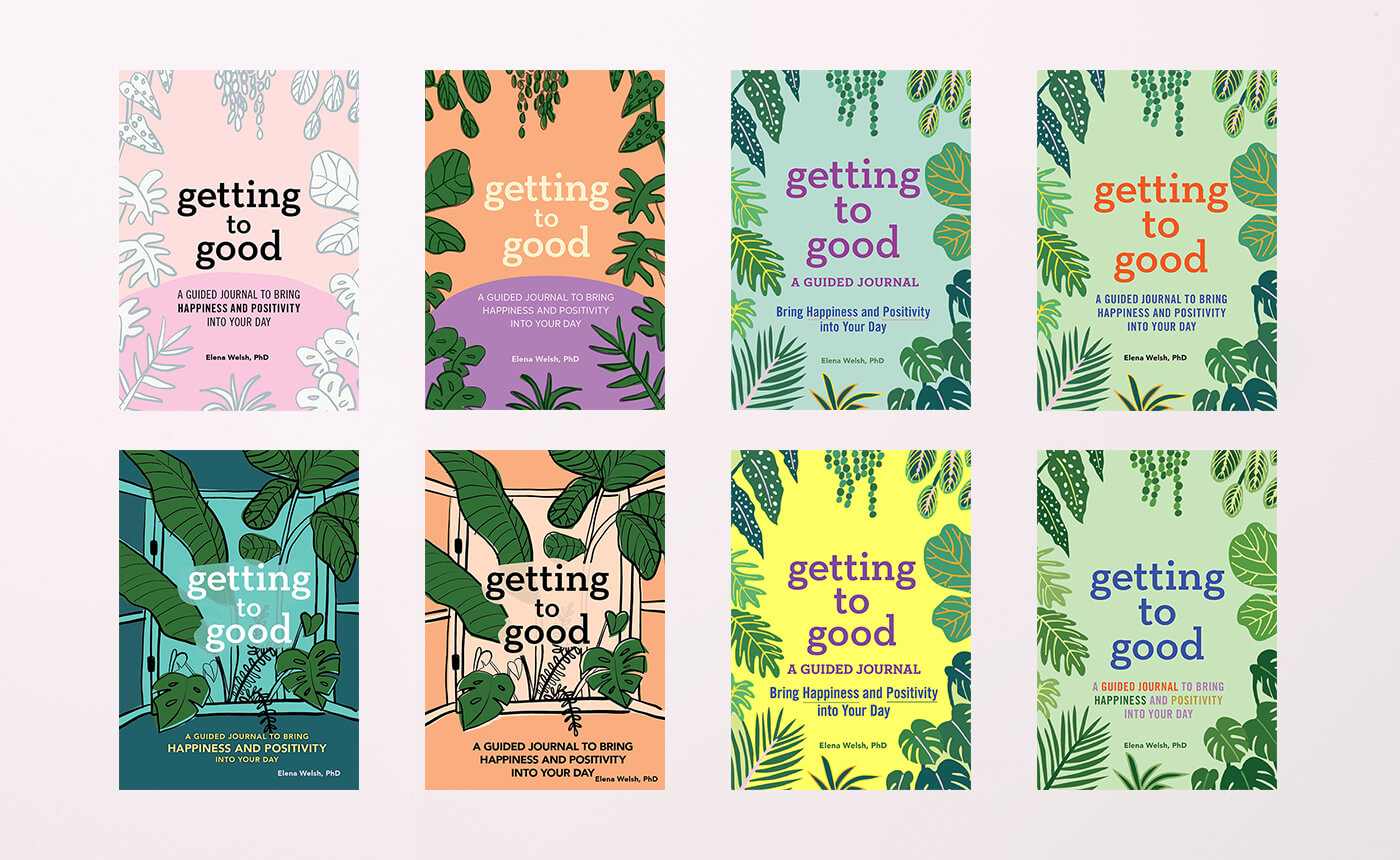 getting
to
good
A GUIDED JOURNAL TO BRING
HAPPINESS AND POSITIVITY
INTO YOUR DAY
Elena Welsh, PhD
getting
to
good
A GUIDED JOURNAL TO BRING
HAPPINESS AND POSITIVITY
INTO YOUR DAY
Elena Welsh, PhD
getting
to
good
A GUIDED JOURNAL
Bring Happiness and Positivity
into Your Day
Elena Welsh, PhD
getting
to
good
A GUIDED JOURNAL TO BRING
HAPPINESS AND POSITIVITY
INTO YOUR DAY
Elena Welsh, PhD
getting
to
good
A GUIDED JOURNAL TO BRING
HAPPINESS AND POSITIVITY
INTO YOUR DAY
Elena Welsh, PhD
getting
to
good
A GUIDED JOURNAL TO BRING
HAPPINESS AND POSITIVITY
INTO YOUR DAY
Elena Welsh, PhD
getting
to
good
A GUIDED JOURNAL
Bring Happiness and Positivity
into Your Day
Elena Welsh, PhD
getting
to
good
A GUIDED JOURNAL TO BRING
HAPPINESS AND POSITIVITY
INTO YOUR DAY
Elena Welsh, PhD